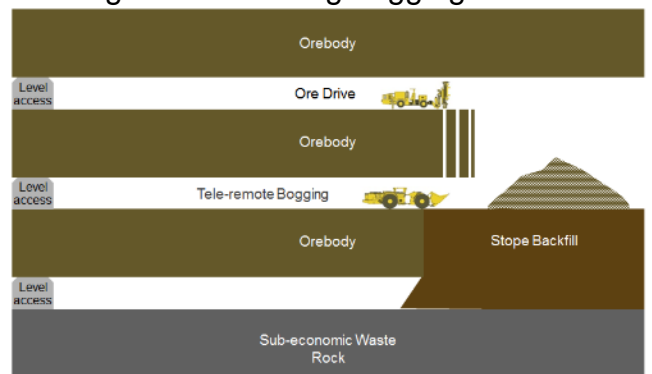 Orebody
Level
access
Ore Drive
Orebody
Level
access
Tele-remote Bogging
Orebody
Stope Backfill
Level
access
Sub-economic Waste
Rock